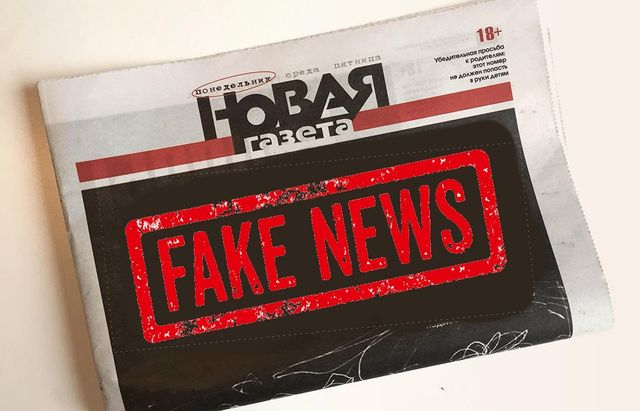 понедельник среда пятница
НОВАЯ
газета
18+
Убедительная просьба
к родителям:
этот номер
не должен попасть
в руки детям
FAKE NEWS